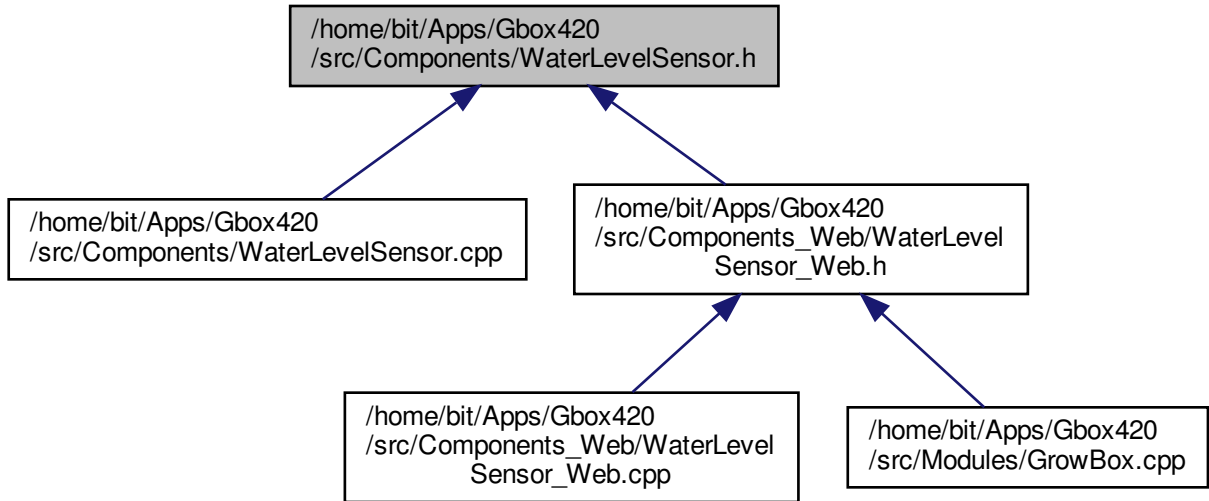 /home/bit/Apps/Gbox420
/src/Components/WaterLevelSensor.h
/home/bit/Apps/Gbox420
/src/Components/WaterLevelSensor.cpp
/home/bit/Apps/Gbox420
/src/Components_Web/WaterLevel
Sensor_Web.h
/home/bit/Apps/Gbox420
/src/Components_Web/WaterLevel
Sensor_Web.cpp
/home/bit/Apps/Gbox420
/src/Modules/GrowBox.cpp